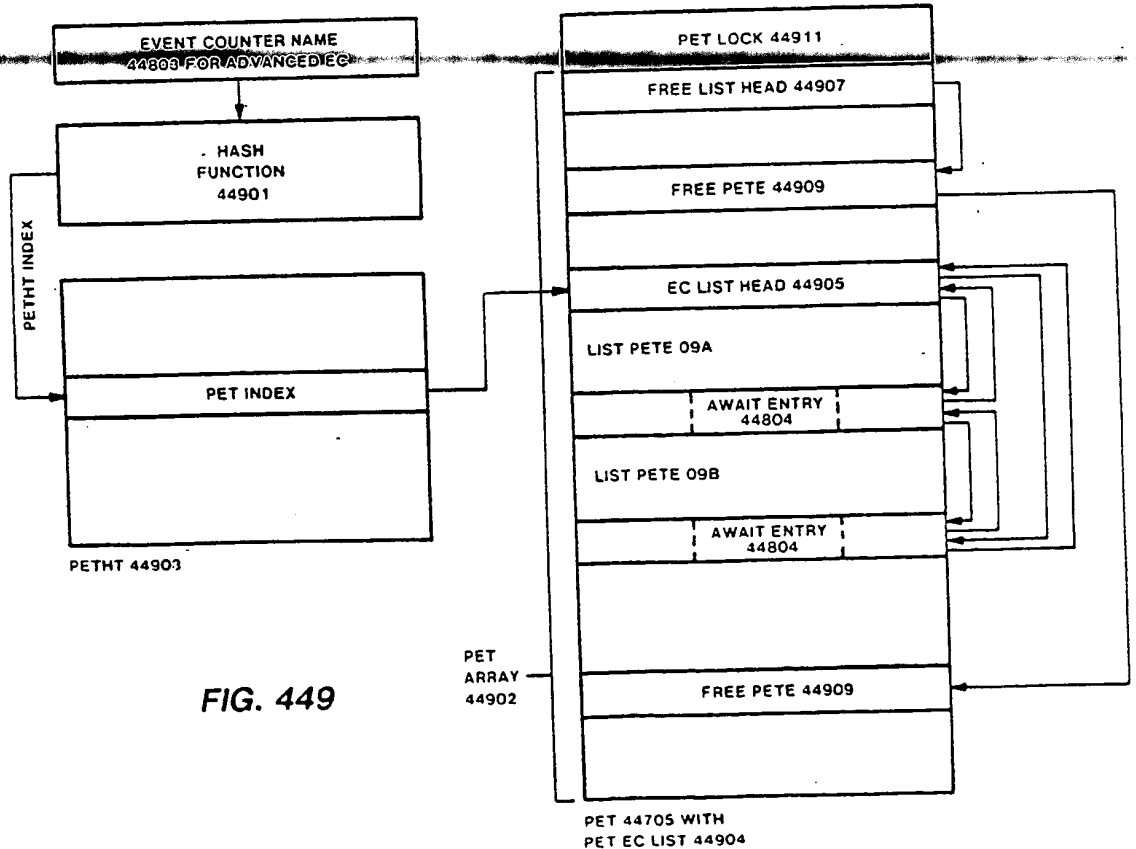 EVENT COUNTER NAME
44803 FOR ADVANCED EC
HASH
FUNCTION
44901
PETHT INDEX
PET INDEX
PETHT 44903
FIG. 449
PET LOCK 44911
FREE LIST HEAD 44907
FREE PETE 44909
EC LIST HEAD 44905
LIST PETE 09A
AWAIT ENTRY
44804
LIST PETE 09B
AWAIT ENTRY
44804
FREE PETE 44909
PET
ARRAY
44902
PET 44705 WITH
PET EC LIST 44904